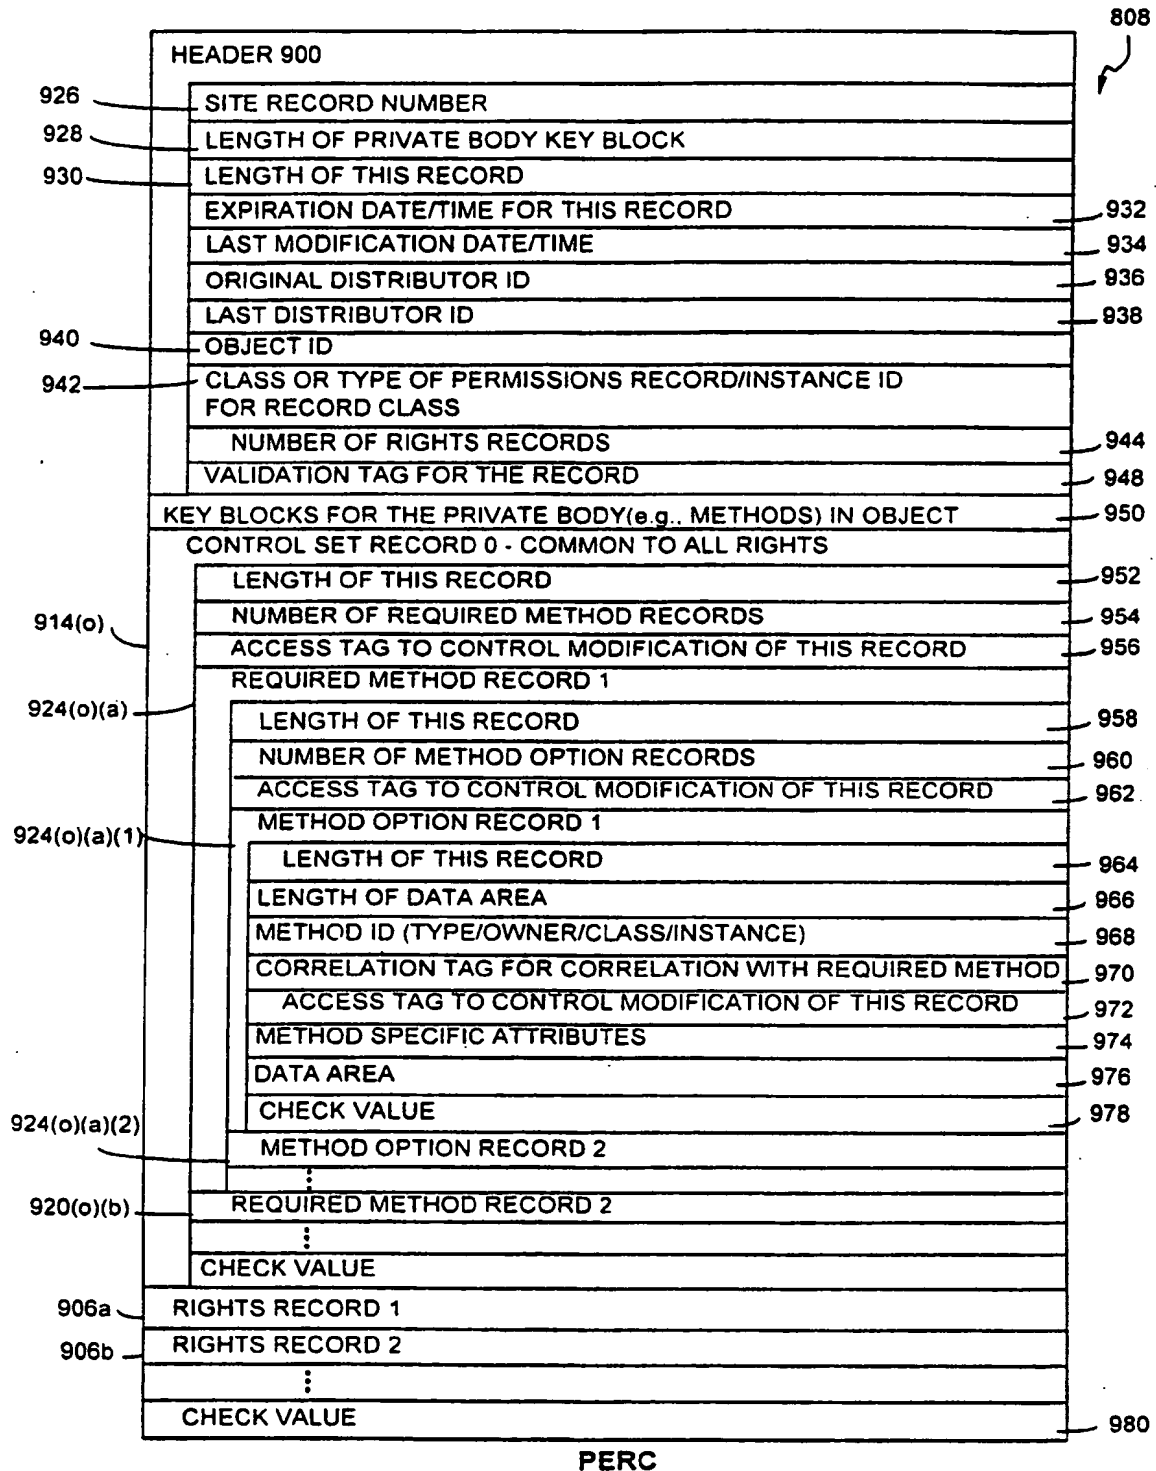 808
HEADER 900
926 SITE RECORD NUMBER
928 LENGTH OF PRIVATE BODY KEY BLOCK
930 LENGTH OF THIS RECORD
EXPIRATION DATE/TIME FOR THIS RECORD 932
LAST MODIFICATION DATE/TIME 934
ORIGINAL DISTRIBUTOR ID 936
LAST DISTRIBUTOR ID 938
940 OBJECT ID
942 CLASS OR TYPE OF PERMISSIONS RECORD/INSTANCE ID
FOR RECORD CLASS
NUMBER OF RIGHTS RECORDS 944
VALIDATION TAG FOR THE RECORD 948
KEY BLOCKS FOR THE PRIVATE BODY(e.g., METHODS) IN OBJECT 950
CONTROL SET RECORD 0 - COMMON TO ALL RIGHTS
LENGTH OF THIS RECORD 952
914(o) NUMBER OF REQUIRED METHOD RECORDS 954
ACCESS TAG TO CONTROL MODIFICATION OF THIS RECORD 956
REQUIRED METHOD RECORD 1
924(o)(a) LENGTH OF THIS RECORD 958
NUMBER OF METHOD OPTION RECORDS 960
ACCESS TAG TO CONTROL MODIFICATION OF THIS RECORD 962
924(o)(a)(1) METHOD OPTION RECORD 1
LENGTH OF THIS RECORD 964
LENGTH OF DATA AREA 966
METHOD ID (TYPE/OWNER/CLASS/INSTANCE) 968
CORRELATION TAG FOR CORRELATION WITH REQUIRED METHOD 970
ACCESS TAG TO CONTROL MODIFICATION OF THIS RECORD 972
METHOD SPECIFIC ATTRIBUTES 974
DATA AREA 976
CHECK VALUE 978
924(o)(a)(2) METHOD OPTION RECORD 2
920(o)(b) REQUIRED METHOD RECORD 2
CHECK VALUE
906a RIGHTS RECORD 1
906b RIGHTS RECORD 2
CHECK VALUE 980
PERC